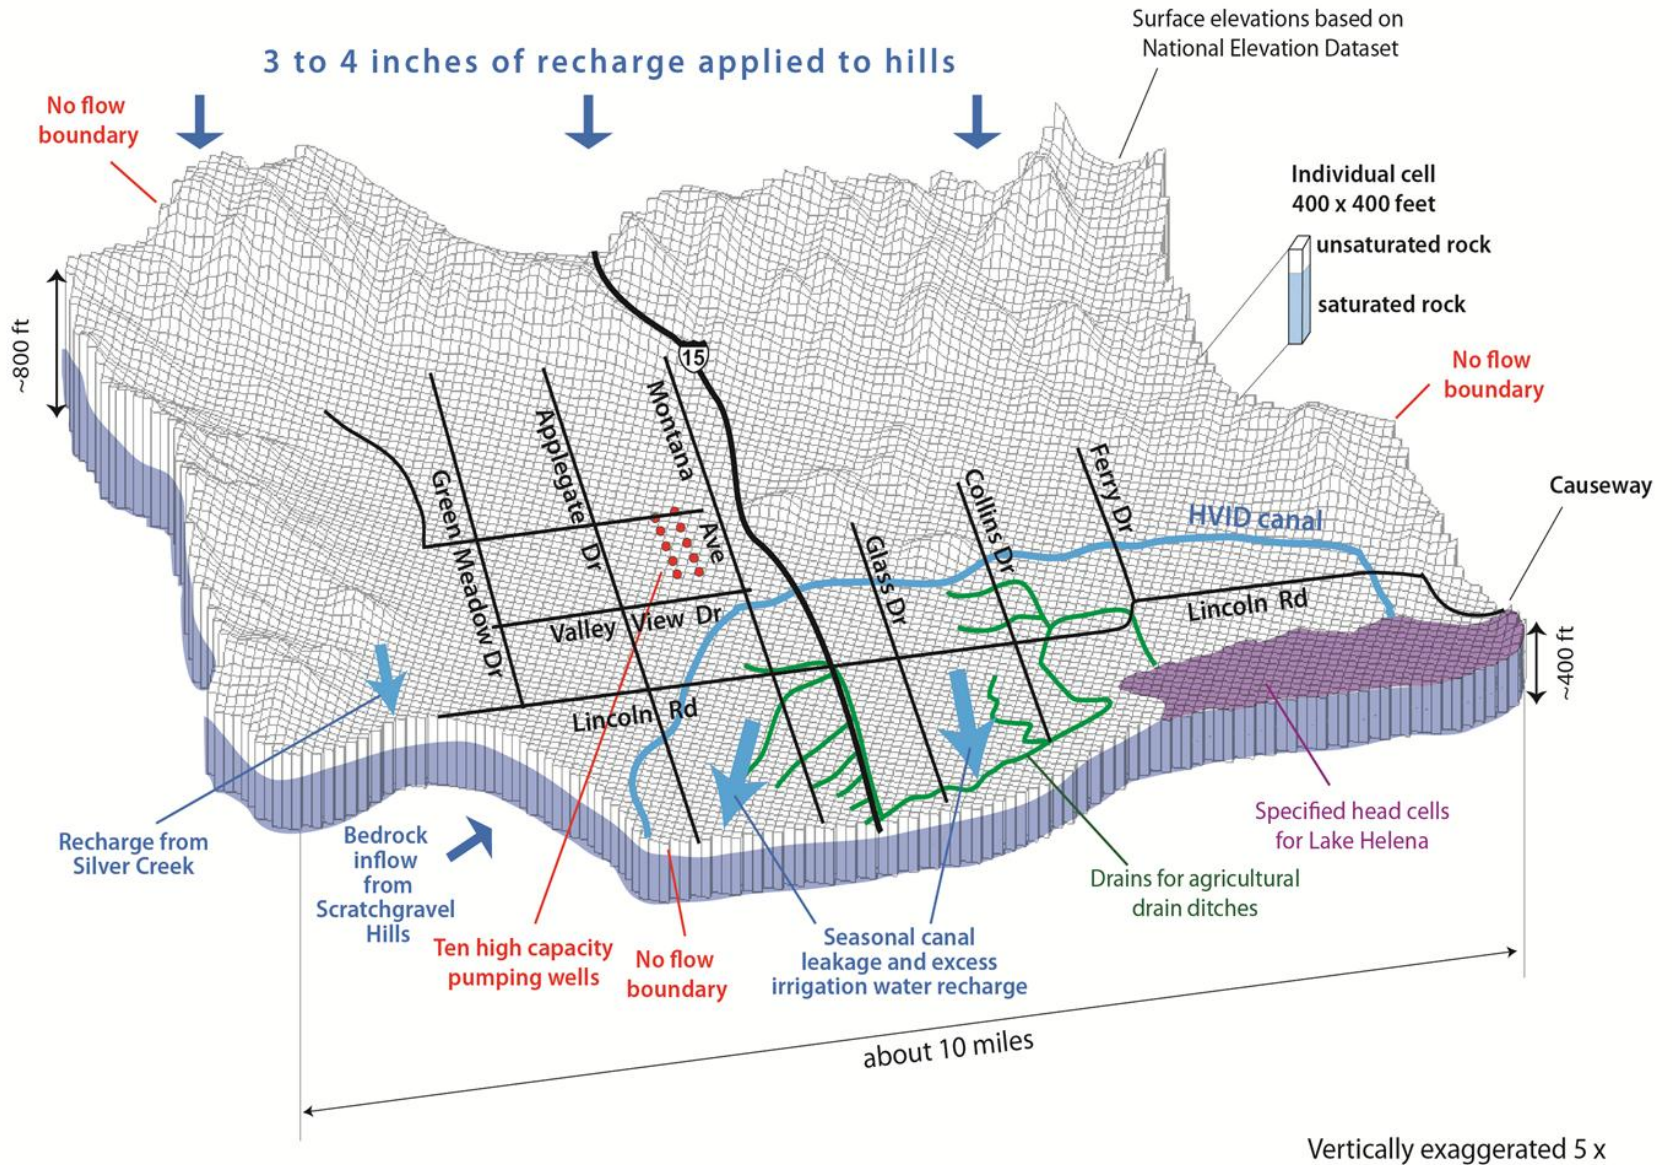 Surface elevations based on
National Elevation Dataset
3 to 4 inches of recharge applied to hills
No flow
boundary
Individual cell
400 x 400 feet
unsaturated rock
saturated rock
~800 ft
15
No flow
boundary
Causeway
Montana
Ave
Applegate
Dr
Green Meadow Dr
Ferry Dr
Collins Dr
Glass Dr
HVID canal
Lincoln Rd
Valley View Dr
Lincoln Rd
~400 ft
Recharge from
Silver Creek
Bedrock
inflow
from
Scratchgravel
Hills
Ten high capacity
pumping wells
No flow
boundary
Seasonal canal
leakage and excess
irrigation water recharge
Drains for agricultural
drain ditches
Specified head cells
for Lake Helena
about 10 miles
Vertically exaggerated 5 x